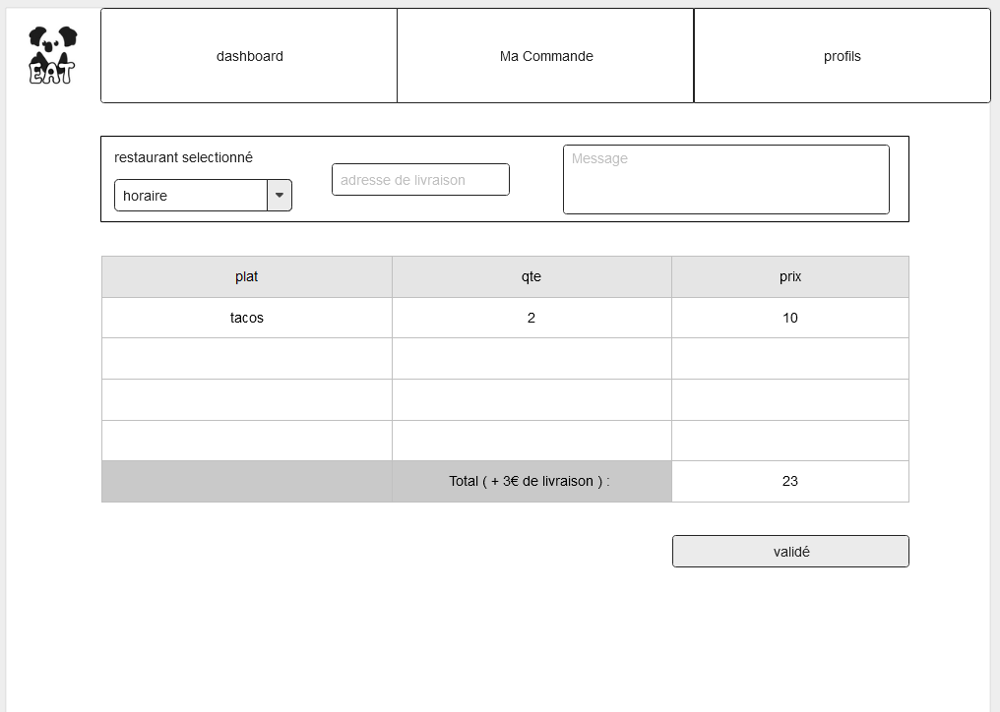 EAT
dashboard
Ma Commande
profils
restaurant selectionné
horaire
adresse de livraison
Message
plat qte prix
tacos 2 10
Total ( + 3€ de livraison ) : 23
validé